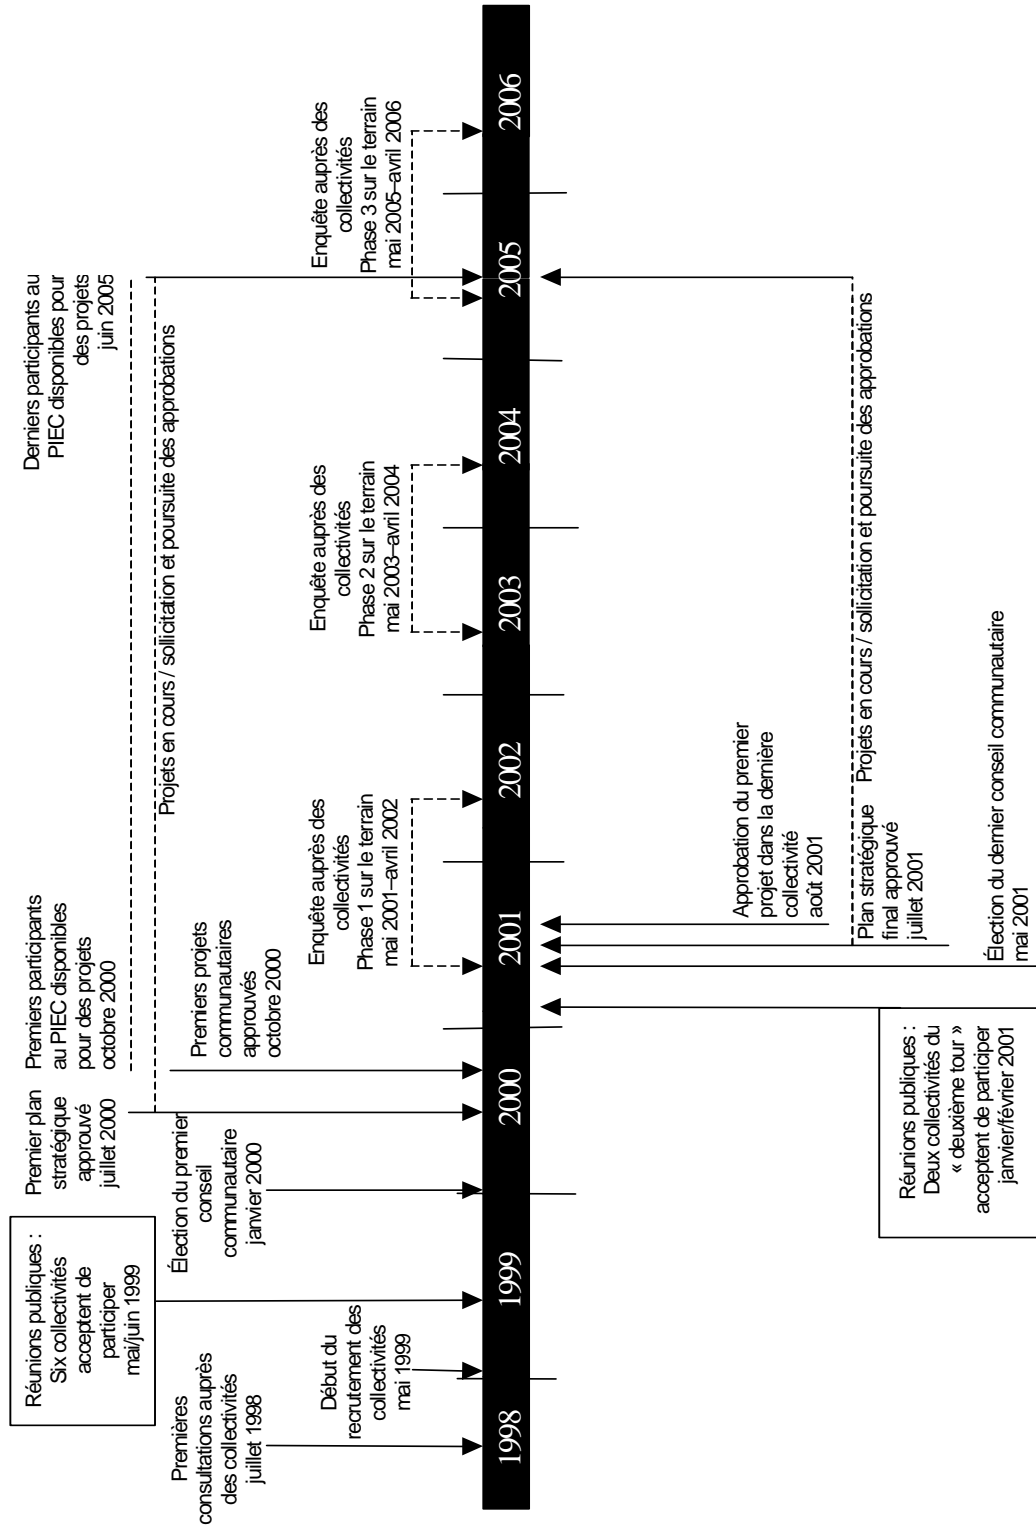 Réunions publiques :
Six collectivités
acceptent de
participer
mai/juin 1999
Premier plan
stratégique
approuvé
juillet 2000
Premiers participants
au PIEC disponibles
pour des projets
octobre 2000
Derniers participants au
PIEC disponibles pour
des projets
juin 2005
Projets en cours / sollicitation et poursuite des approbations
Premières
consultations auprès
des collectivités
juillet 1998
Élection du premier
conseil
communautaire
janvier 2000
Premiers projets
communautaires
approuvés
octobre 2000
Début du
recrutement des
collectivités
mai 1999
Enquête auprès des
collectivités
Phase 1 sur le terrain
mai 2001–avril 2002
Enquête auprès des
collectivités
Phase 2 sur le terrain
mai 2003–avril 2004
Enquête auprès des
collectivités
Phase 3 sur le terrain
mai 2005–avril 2006
1998
1999
2000
2001
2002
2003
2004
2005
2006
Approbation du premier
projet dans la dernière
collectivité
août 2001
Plan stratégique
final approuvé
juillet 2001
Projets en cours / sollicitation et poursuite des approbations
Élection du dernier conseil communautaire
mai 2001
Réunions publiques :
Deux collectivités du
« deuxième tour »
acceptent de participer
janvier/février 2001